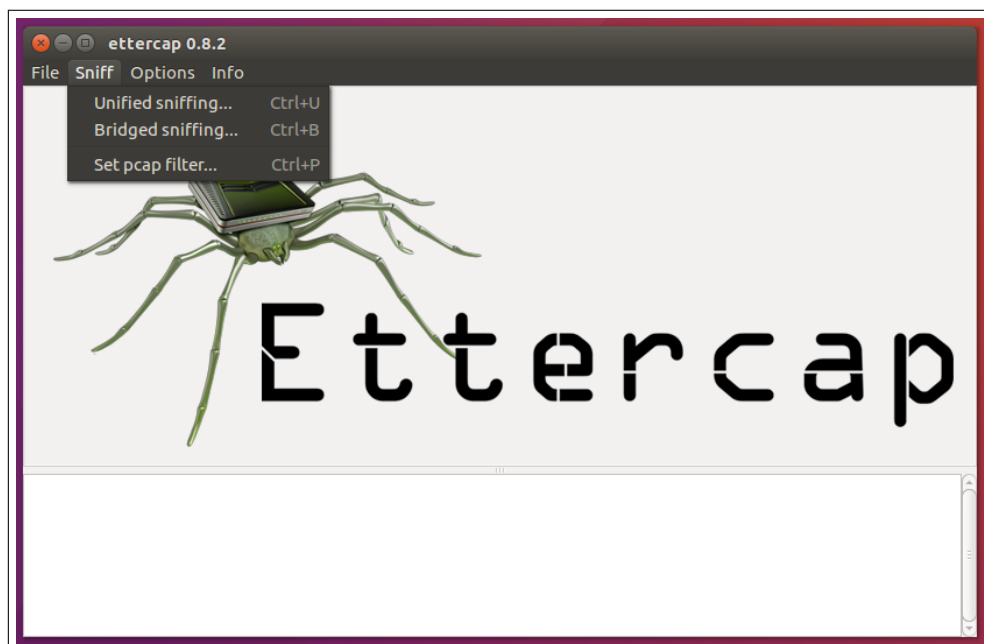 ettercap 0.8.2
File Sniff Options Info
Unified sniffing... Ctrl+U
Bridged sniffing... Ctrl+B
Set pcap filter... Ctrl+P
Ettercap